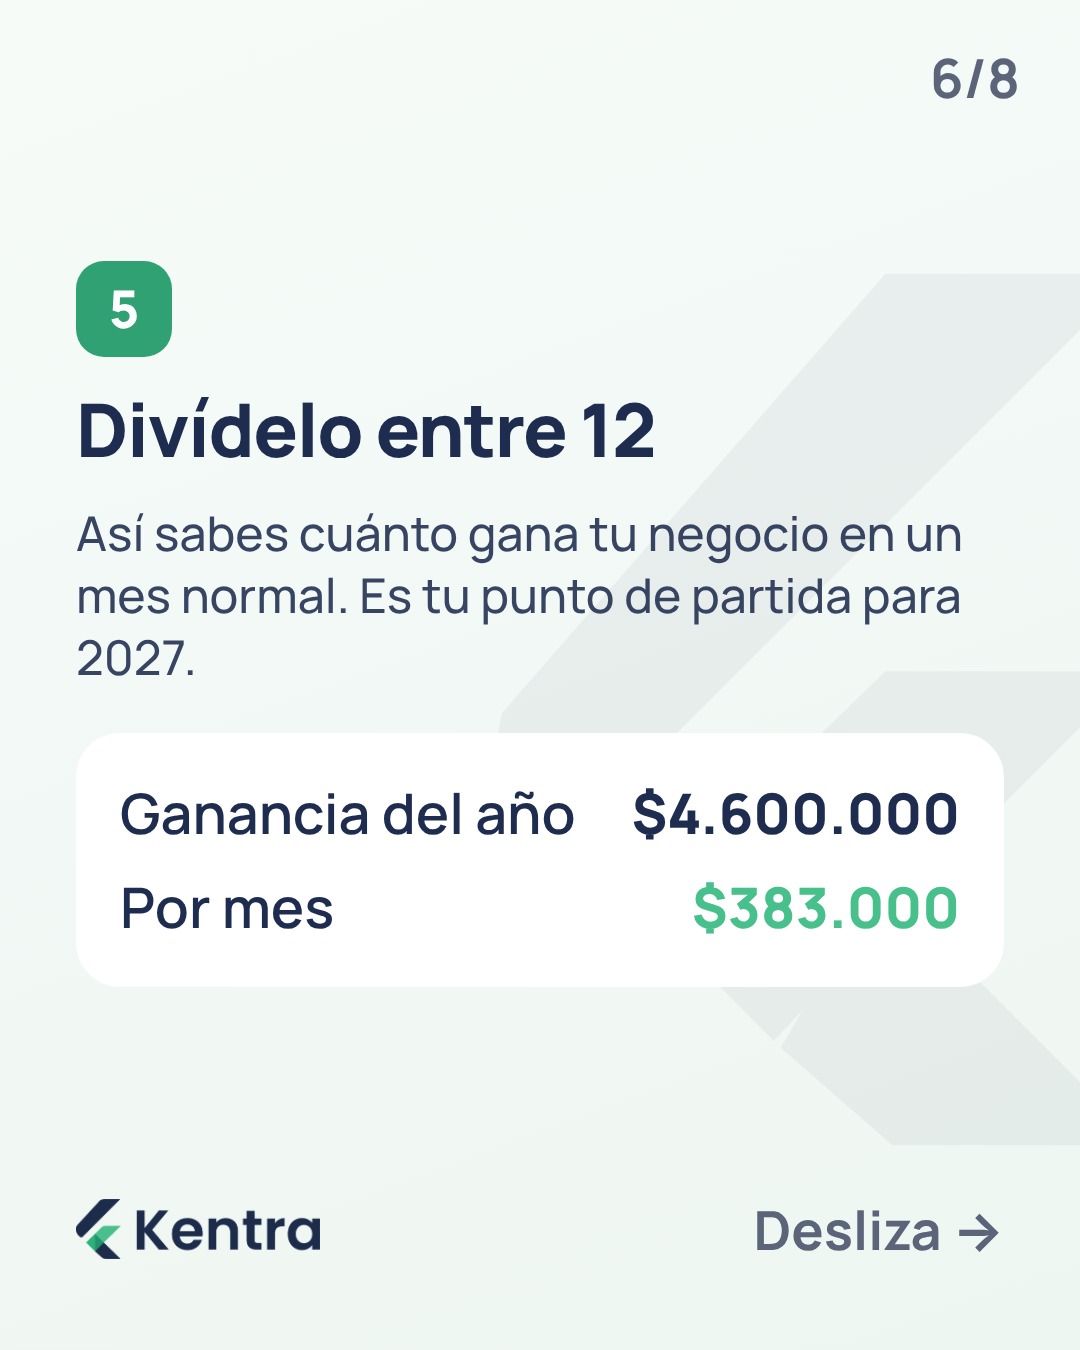 6/8
5
Divídelo entre 12
Así sabes cuánto gana tu negocio en un
mes normal. Es tu punto de partida para
2027.
Ganancia del año $4.600.000
Por mes $383.000
Kentra
Desliza →